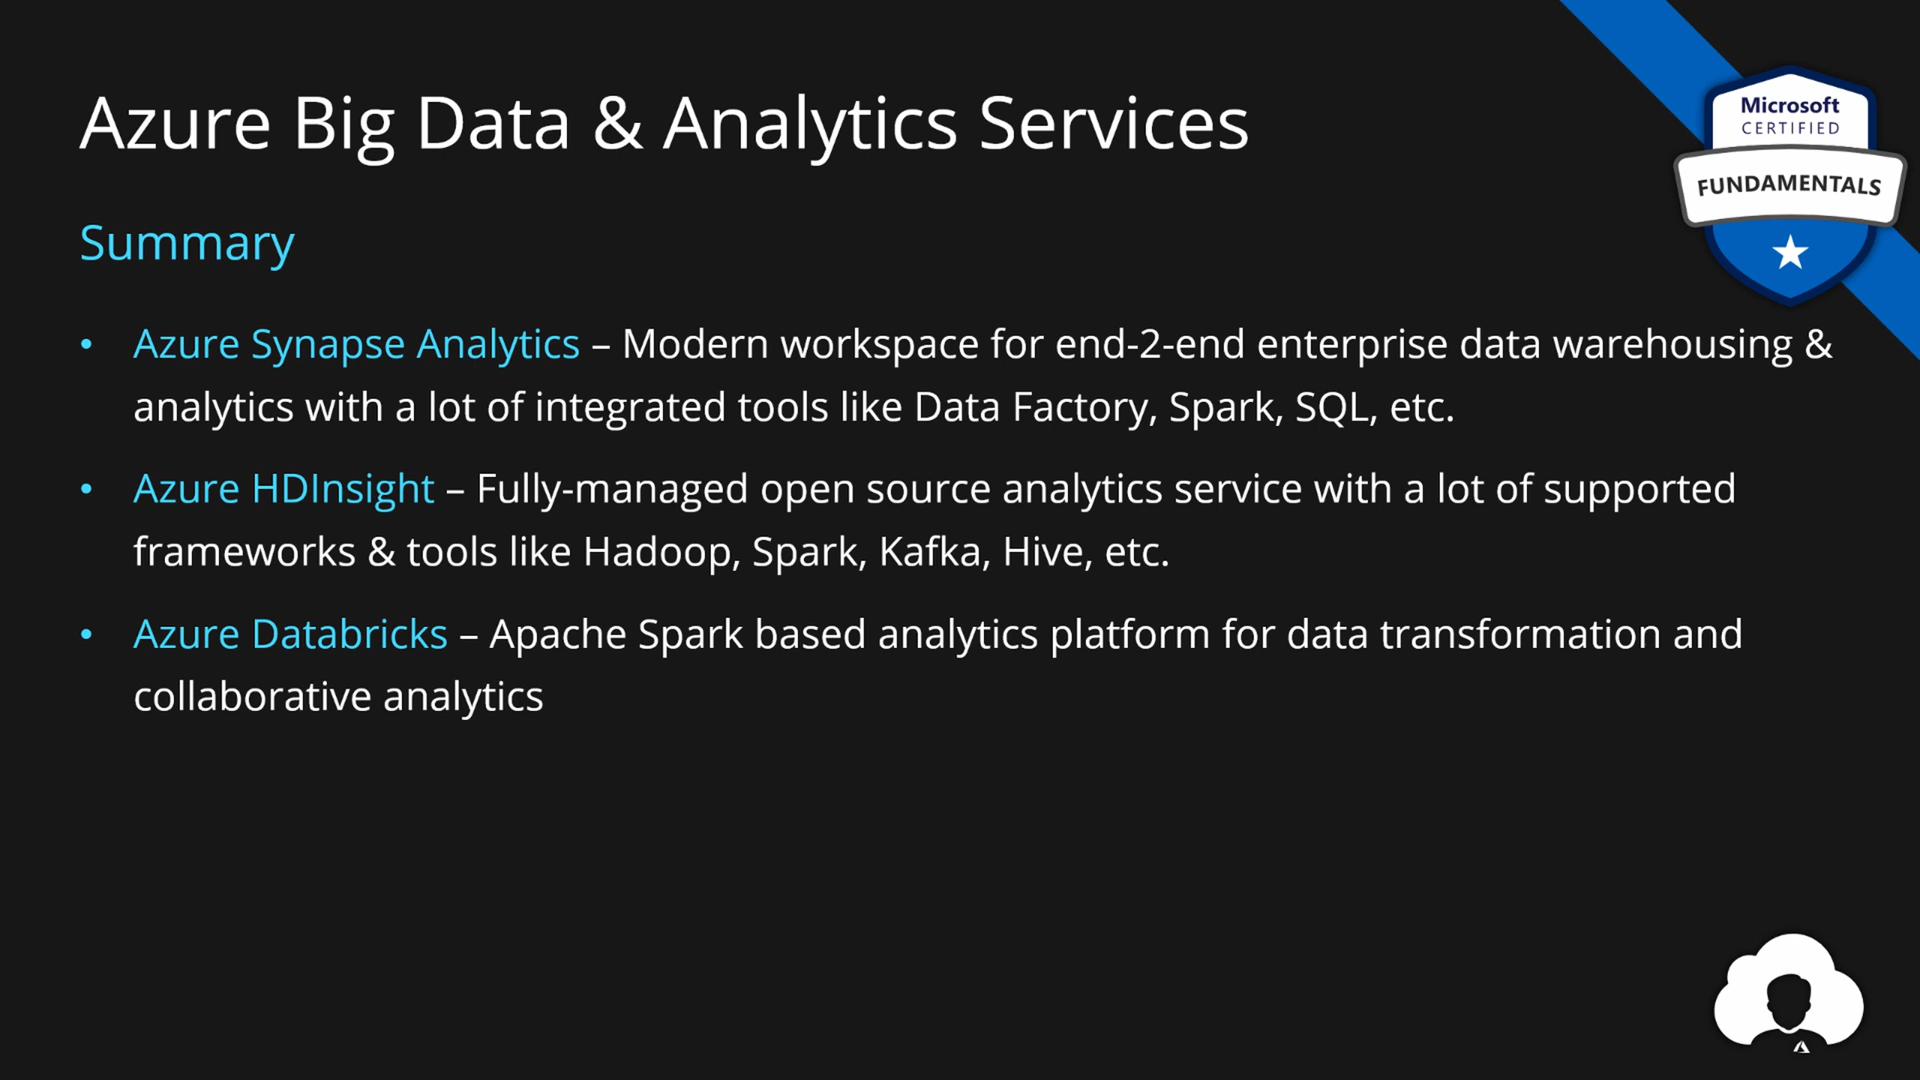 Azure Big Data & Analytics Services
Microsoft
CERTIFIED
FUNDAMENTALS
Summary
• Azure Synapse Analytics – Modern workspace for end-2-end enterprise data warehousing &
analytics with a lot of integrated tools like Data Factory, Spark, SQL, etc.
• Azure HDInsight – Fully-managed open source analytics service with a lot of supported
frameworks & tools like Hadoop, Spark, Kafka, Hive, etc.
• Azure Databricks – Apache Spark based analytics platform for data transformation and
collaborative analytics